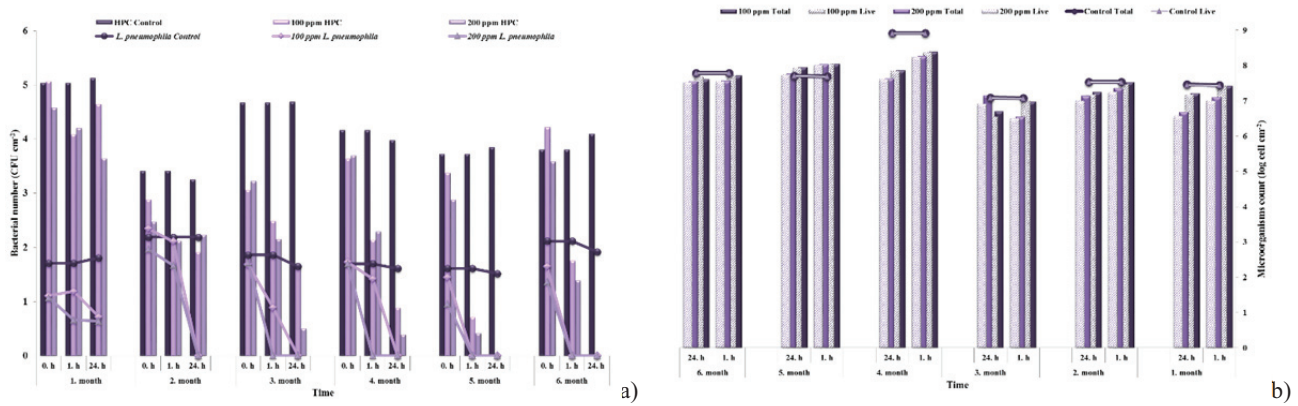 HPC Control 100 ppm HPC 200 ppm HPC
L. pneumophila Control 100 ppm L. pneumophila 200 ppm L. pneumophila
Bacterial number (CFU cm⁻²)
6
5
4
3
2
1
0
0. h 1. h 24. h 0. h 1. h 24. h 0. h 1. h 24. h 0. h 1. h 24. h 0. h 1. h 24. h 0. h 1. h 24. h
1. month 2. month 3. month 4. month 5. month 6. month
Time
a)
100 ppm Total 100 ppm Live 200 ppm Total 200 ppm Live Control Total Control Live
9
8
7
6
5
4
3
2
1
0
Microorganisms count (log cell cm⁻²)
24. h 1. h 24. h 1. h 24. h 1. h 24. h 1. h 24. h 1. h 24. h 1. h
6. month 5. month 4. month 3. month 2. month 1. month
Time
b)